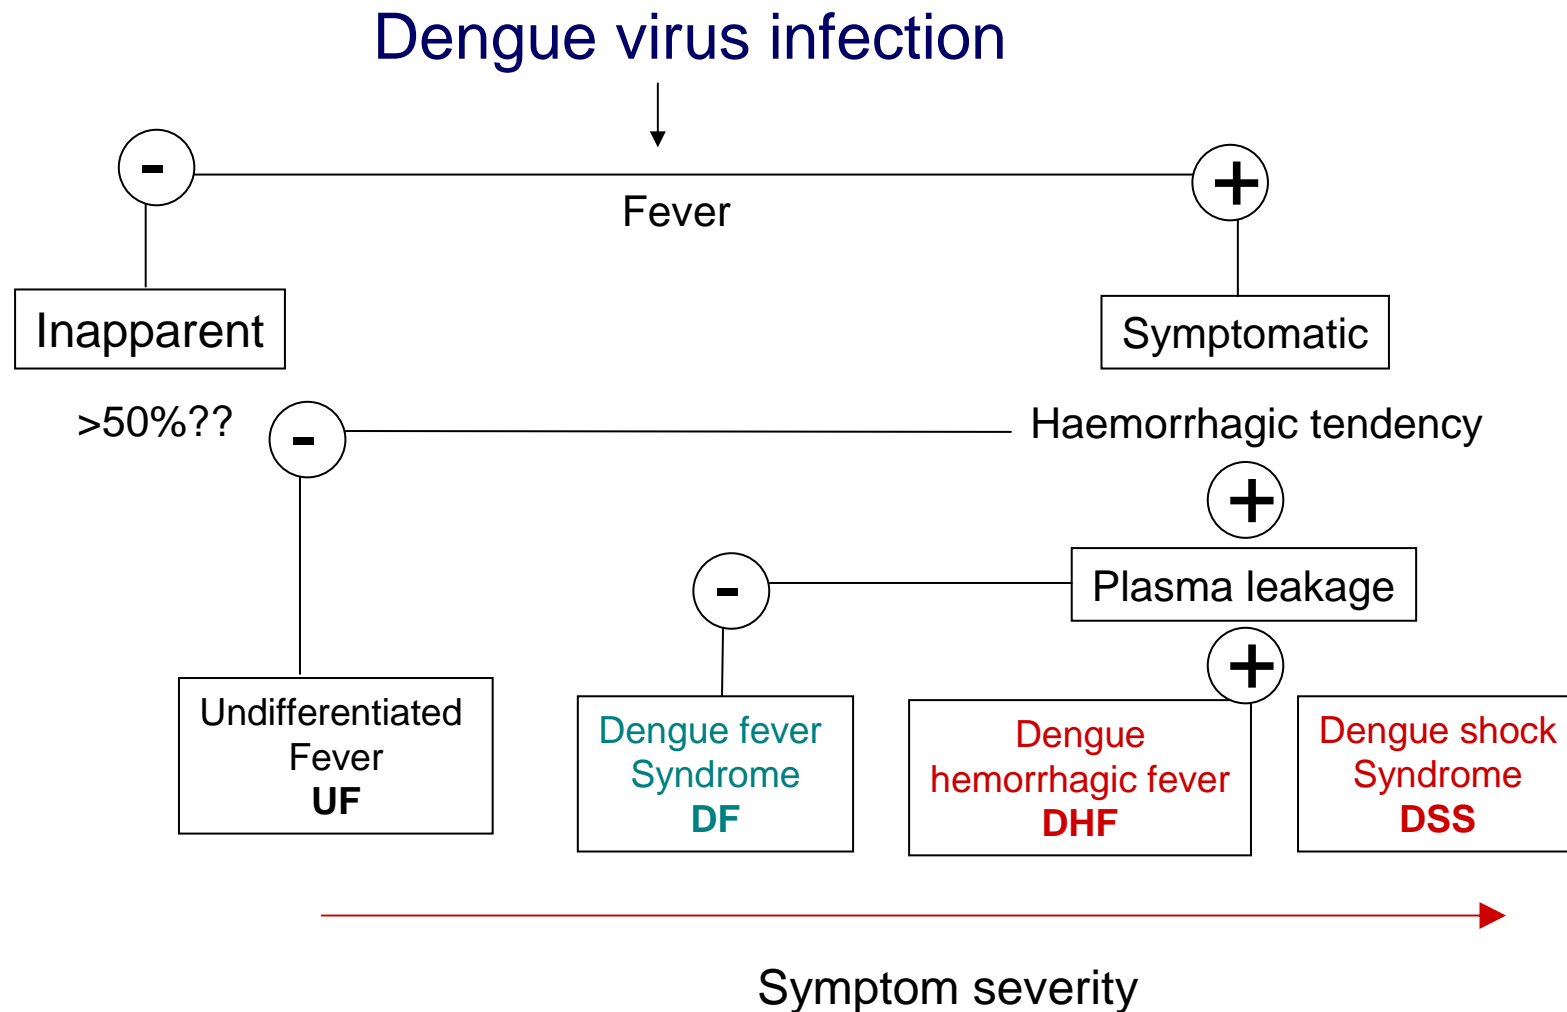 Dengue virus infection
-
+
Fever
Inapparent
Symptomatic
>50%??
-
Haemorrhagic tendency
+
-
Plasma leakage
+
Undifferentiated
Fever
UF
Dengue fever
Syndrome
DF
Dengue
hemorrhagic fever
DHF
Dengue shock
Syndrome
DSS
Symptom severity